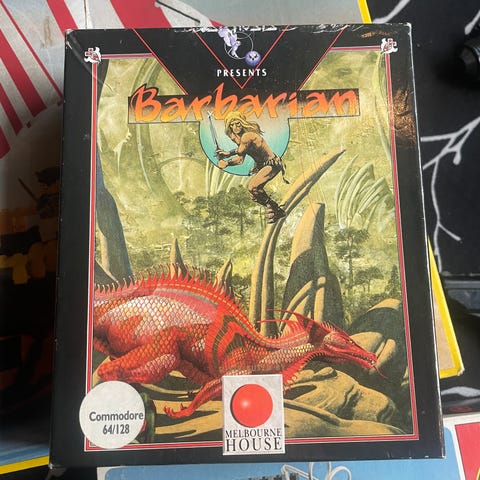 PRESENTS
Barbarian
Commodore
64/128
MELBOURNE
HOUSE